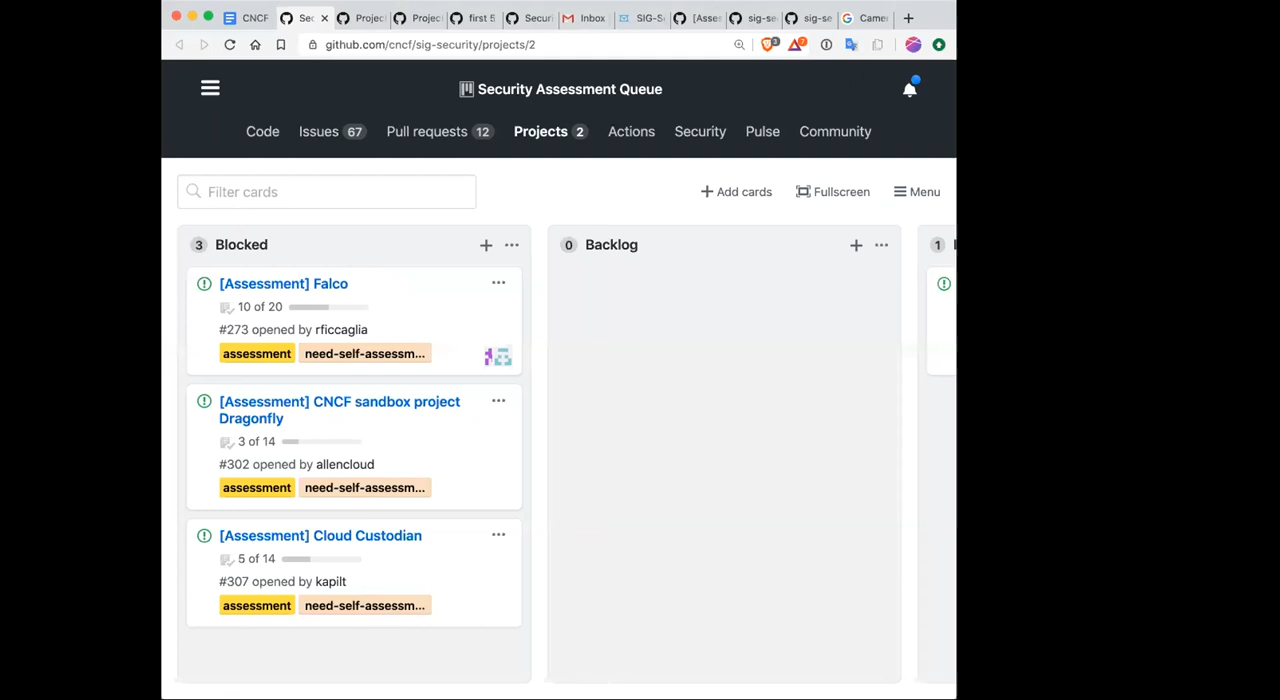 CNCF Sec Projec Projec first 5 Securi Inbox SIG-S [Asses sig-se sig-se Came
github.com/cncf/sig-security/projects/2
3 7
Security Assessment Queue
Code Issues 67 Pull requests 12 Projects 2 Actions Security Pulse Community
Filter cards
Add cards Fullscreen Menu
3 Blocked
[Assessment] Falco
10 of 20
#273 opened by rficcaglia
assessment need-self-assessm...
[Assessment] CNCF sandbox project
Dragonfly
3 of 14
#302 opened by allencloud
assessment need-self-assessm...
[Assessment] Cloud Custodian
5 of 14
#307 opened by kapilt
assessment need-self-assessm...
0 Backlog
1